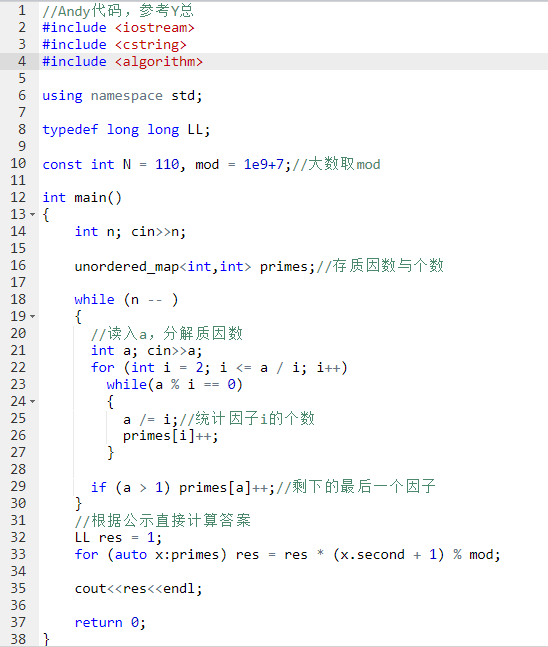 1 //Andy代码，参考Y总
2 #include <iostream>
3 #include <cstring>
4 #include <algorithm>
5
6 using namespace std;
7
8 typedef long long LL;
9
10 const int N = 110, mod = 1e9+7;//大数取mod
11
12 int main()
13 {
14     int n; cin>>n;
15
16     unordered_map<int,int> primes;//存质因数与个数
17
18     while (n -- )
19     {
20       //读入a，分解质因数
21       int a; cin>>a;
22       for (int i = 2; i <= a / i; i++)
23         while(a % i == 0)
24         {
25           a /= i;//统计因子i的个数
26           primes[i]++;
27         }
28
29       if (a > 1) primes[a]++;//剩下的最后一个因子
30     }
31     //根据公示直接计算答案
32     LL res = 1;
33     for (auto x:primes) res = res * (x.second + 1) % mod;
34
35     cout<<res<<endl;
36
37     return 0;
38 }